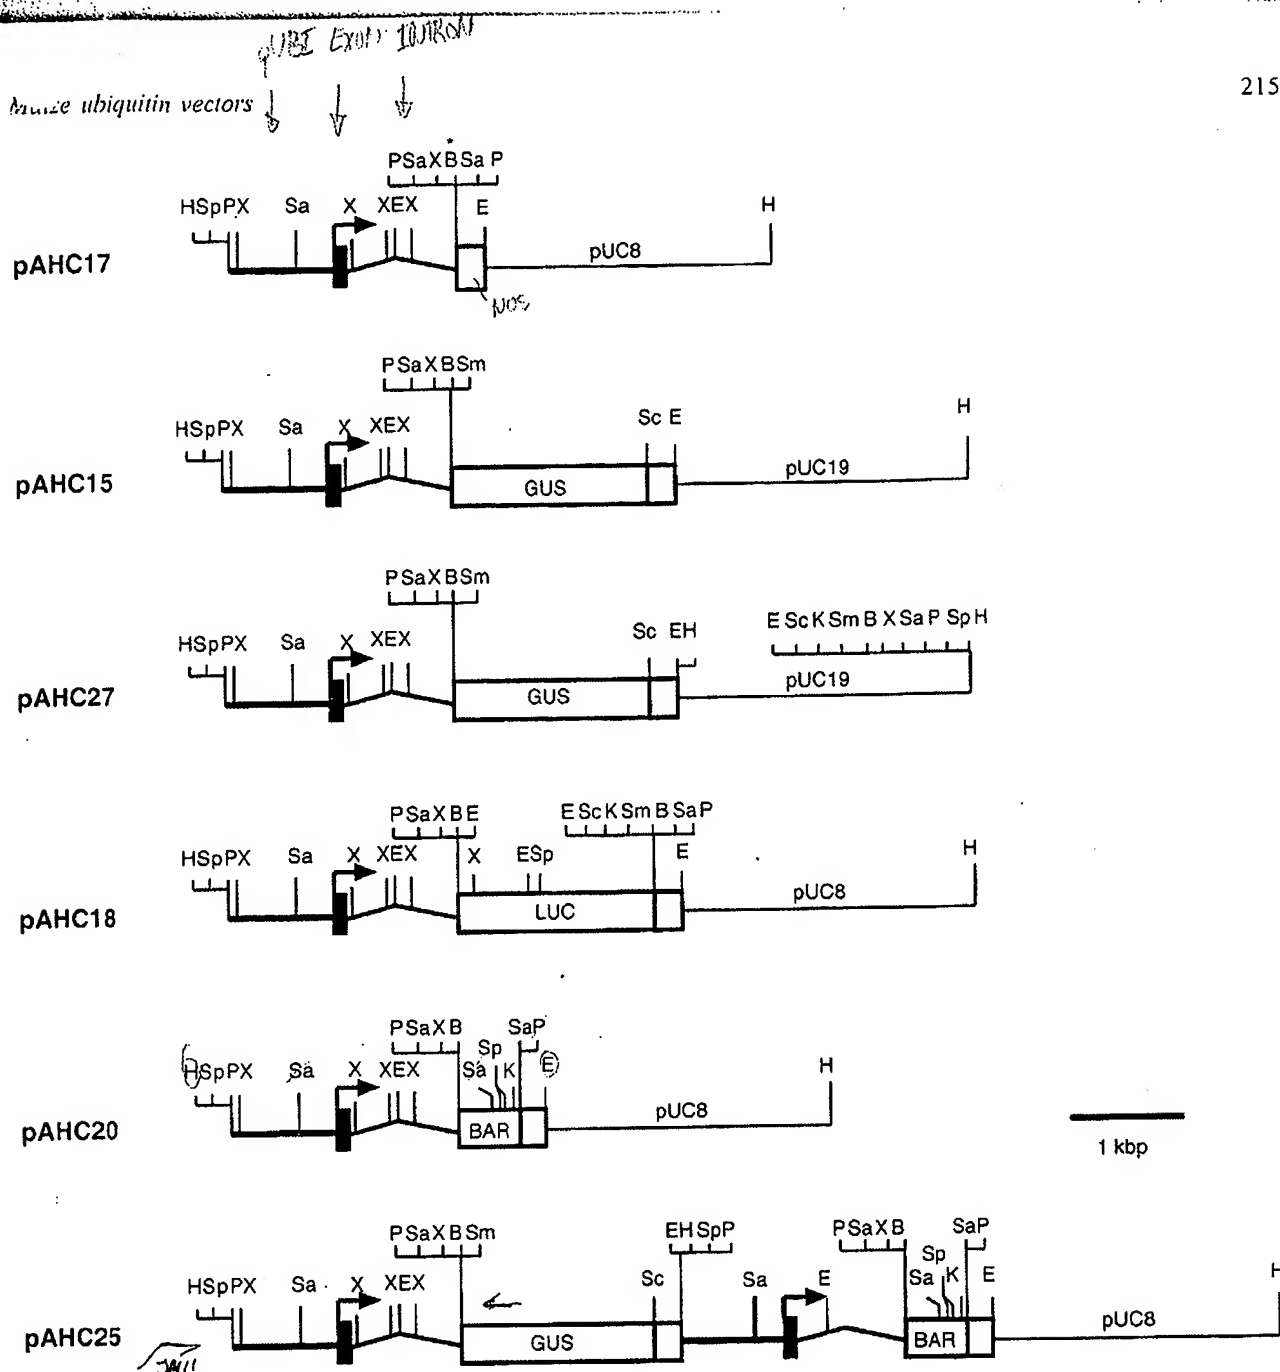 pUBI EXON INTRON
ubiquitin vectors
215
*
PSaXBSa P
HSpPX Sa X XEX E H
pAHC17 pUC8
NOS
PSaXBSm
HSpPX Sa X XEX Sc E H
pAHC15 GUS pUC19
PSaXBSm
HSpPX Sa X XEX Sc EH E Sc K Sm B X Sa P Sp H
pAHC27 GUS pUC19
PSaXBE E Sc K Sm B Sa P
HSpPX Sa X XEX X ESp E H
pAHC18 LUC pUC8
PSaXB SaP
Sp
HSpPX Sa X XEX Sa K E H
pAHC20 BAR pUC8
1 kbp
PSaXBSm EHSpP PSaXB SaP
Sp
HSpPX Sa X XEX Sc Sa E Sa K E H
pAHC25 GUS BAR pUC8